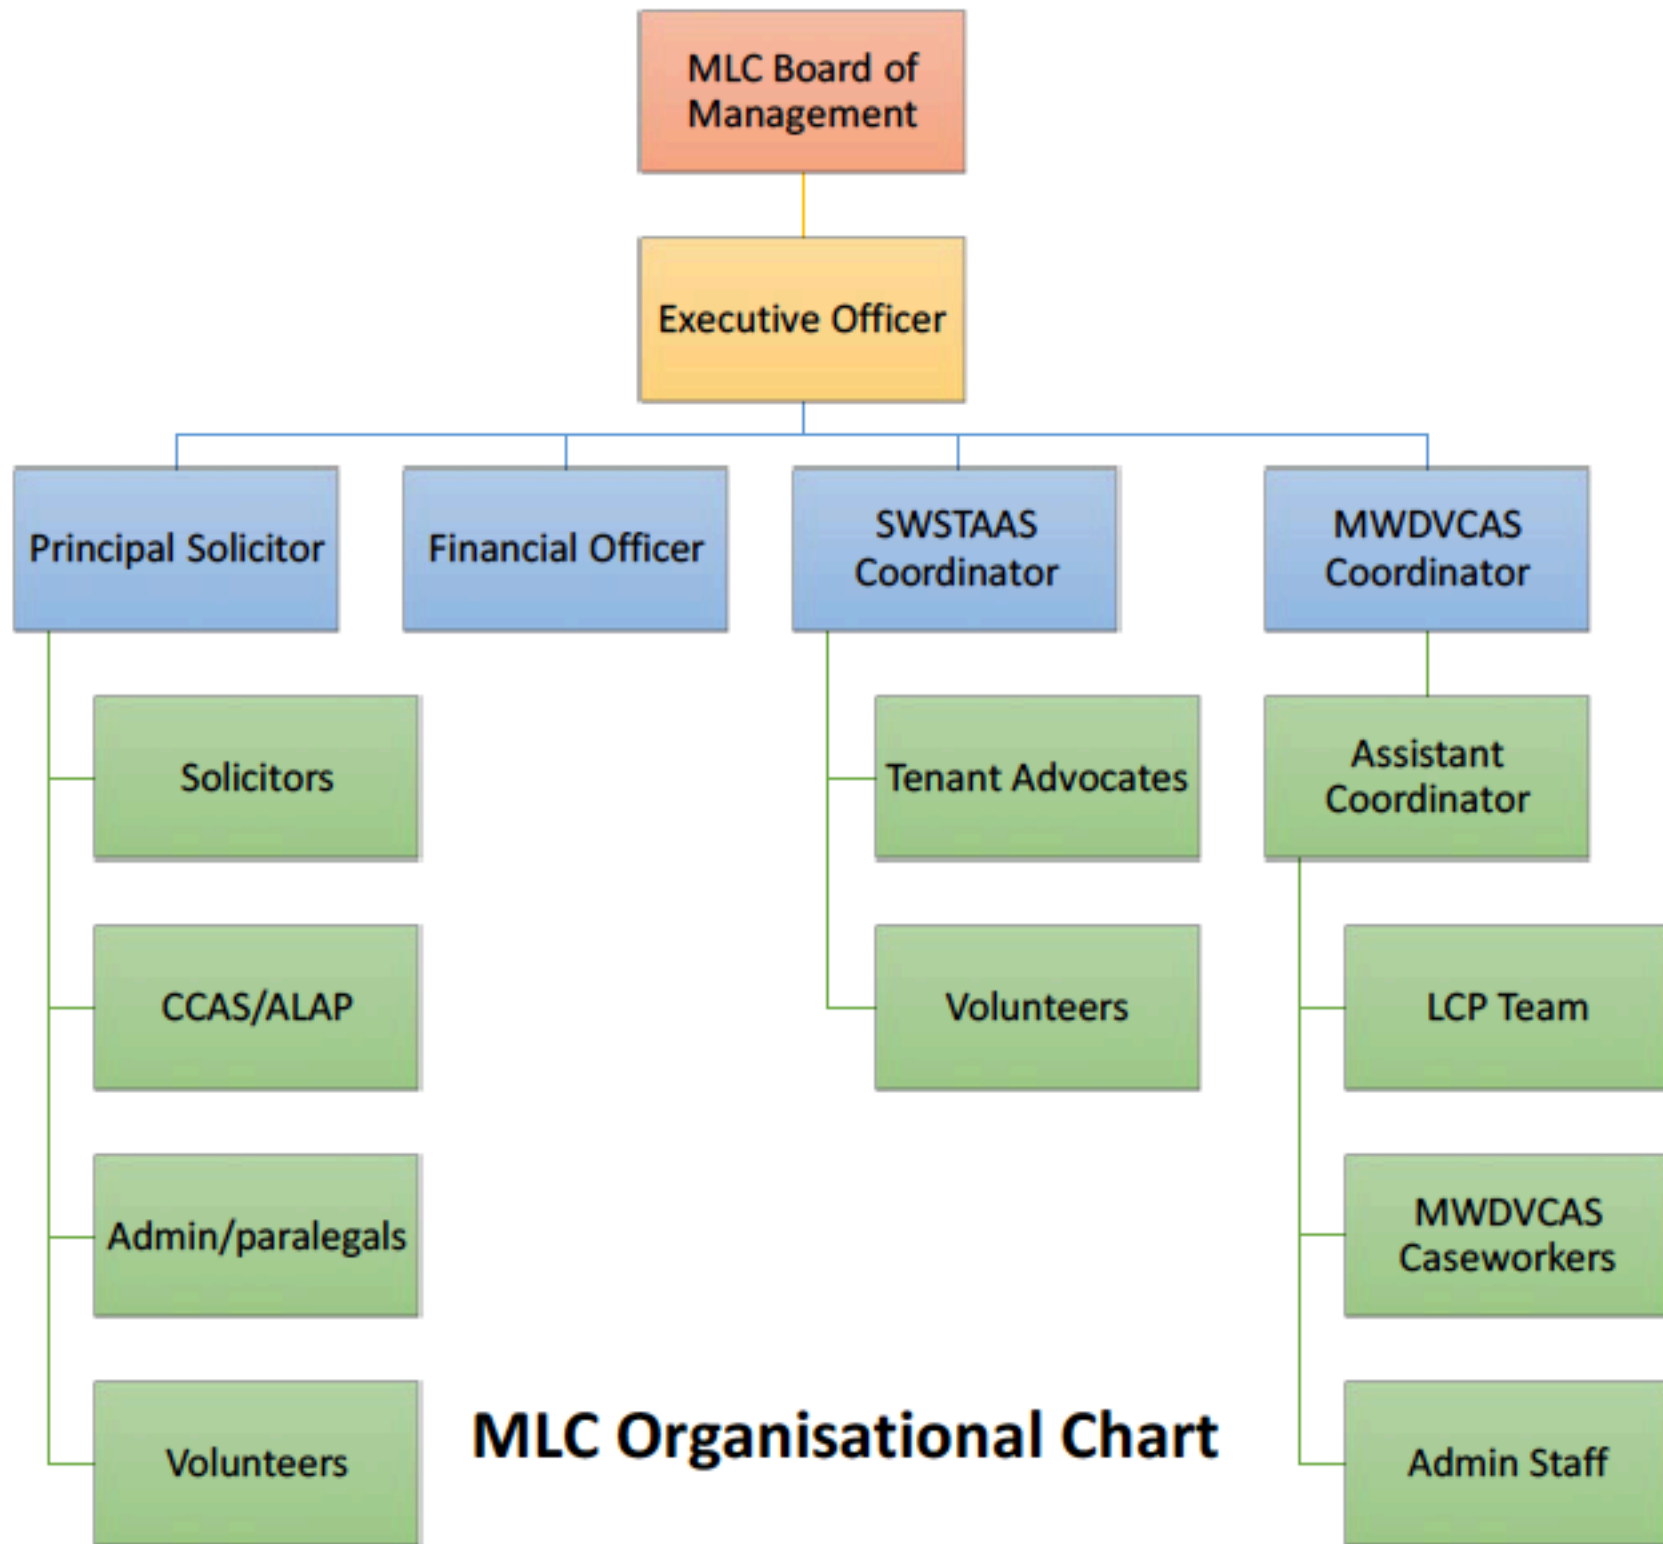 MLC Board of
Management
Executive Officer
Principal Solicitor
Financial Officer
SWSTAAS
Coordinator
MWDVCAS
Coordinator
Solicitors
Tenant Advocates
Assistant
Coordinator
CCAS/ALAP
Volunteers
LCP Team
Admin/paralegals
MWDVCAS
Caseworkers
Volunteers
MLC Organisational Chart
Admin Staff